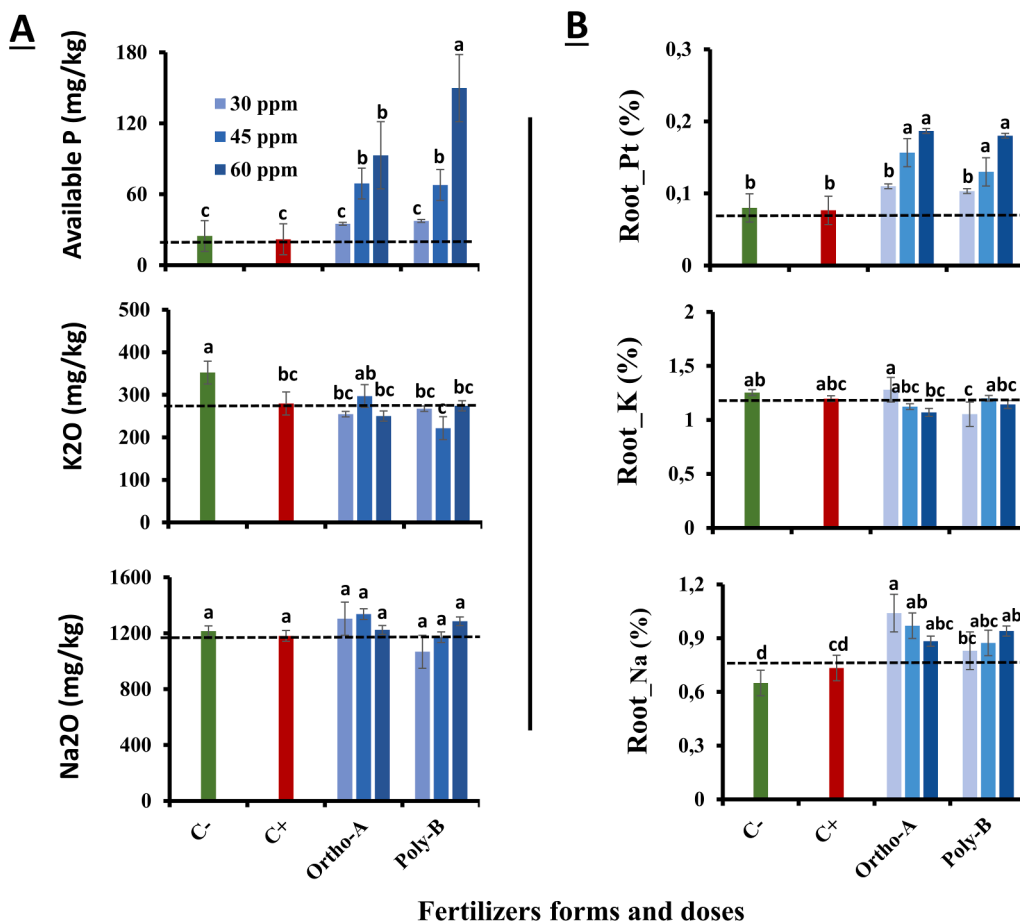 A
Available P (mg/kg)
180
120
60
0
30 ppm
45 ppm
60 ppm
c
c
c
b
b
c
b
a
K2O (mg/kg)
500
400
300
200
100
0
a
bc
bc
ab
bc
bc
c
bc
Na2O (mg/kg)
1600
1200
800
400
0
a
a
a
a
a
a
a
a
C-
C+
Ortho-A
Poly-B
B
Root_Pt (%)
0,3
0,2
0,1
0
b
b
b
a
a
b
a
a
Root_K (%)
2
1,5
1
0,5
0
ab
abc
a
abc
bc
c
abc
Root_Na (%)
1,2
0,9
0,6
0,3
0
d
cd
a
ab
abc
bc
abc
ab
C-
C+
Ortho-A
Poly-B
Fertilizers forms and doses